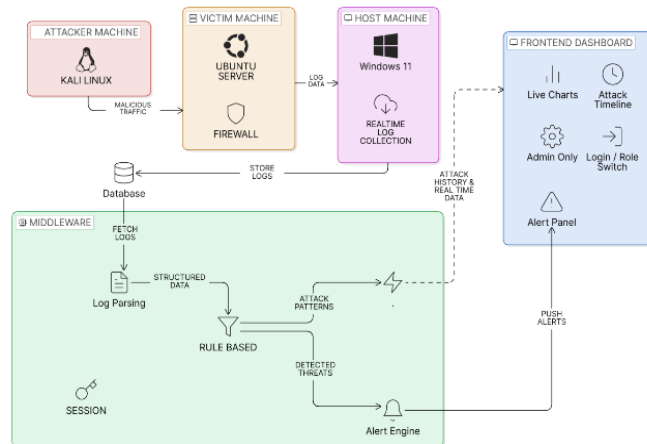 ATTACKER MACHINE
KALI LINUX
MALICIOUS
TRAFFIC
VICTIM MACHINE
UBUNTU
SERVER
FIREWALL
LOG
DATA
HOST MACHINE
Windows 11
REALTIME
LOG
COLLECTION
FRONTEND DASHBOARD
Live Charts
Attack
Timeline
Admin Only
Login / Role
Switch
Alert Panel
STORE
LOGS
Database
ATTACK
HISTORY &
REAL TIME
DATA
MIDDLEWARE
FETCH
LOGS
Log Parsing
STRUCTURED
DATA
RULE BASED
ATTACK
PATTERNS
.
DETECTED
THREATS
PUSH
ALERTS
SESSION
Alert Engine